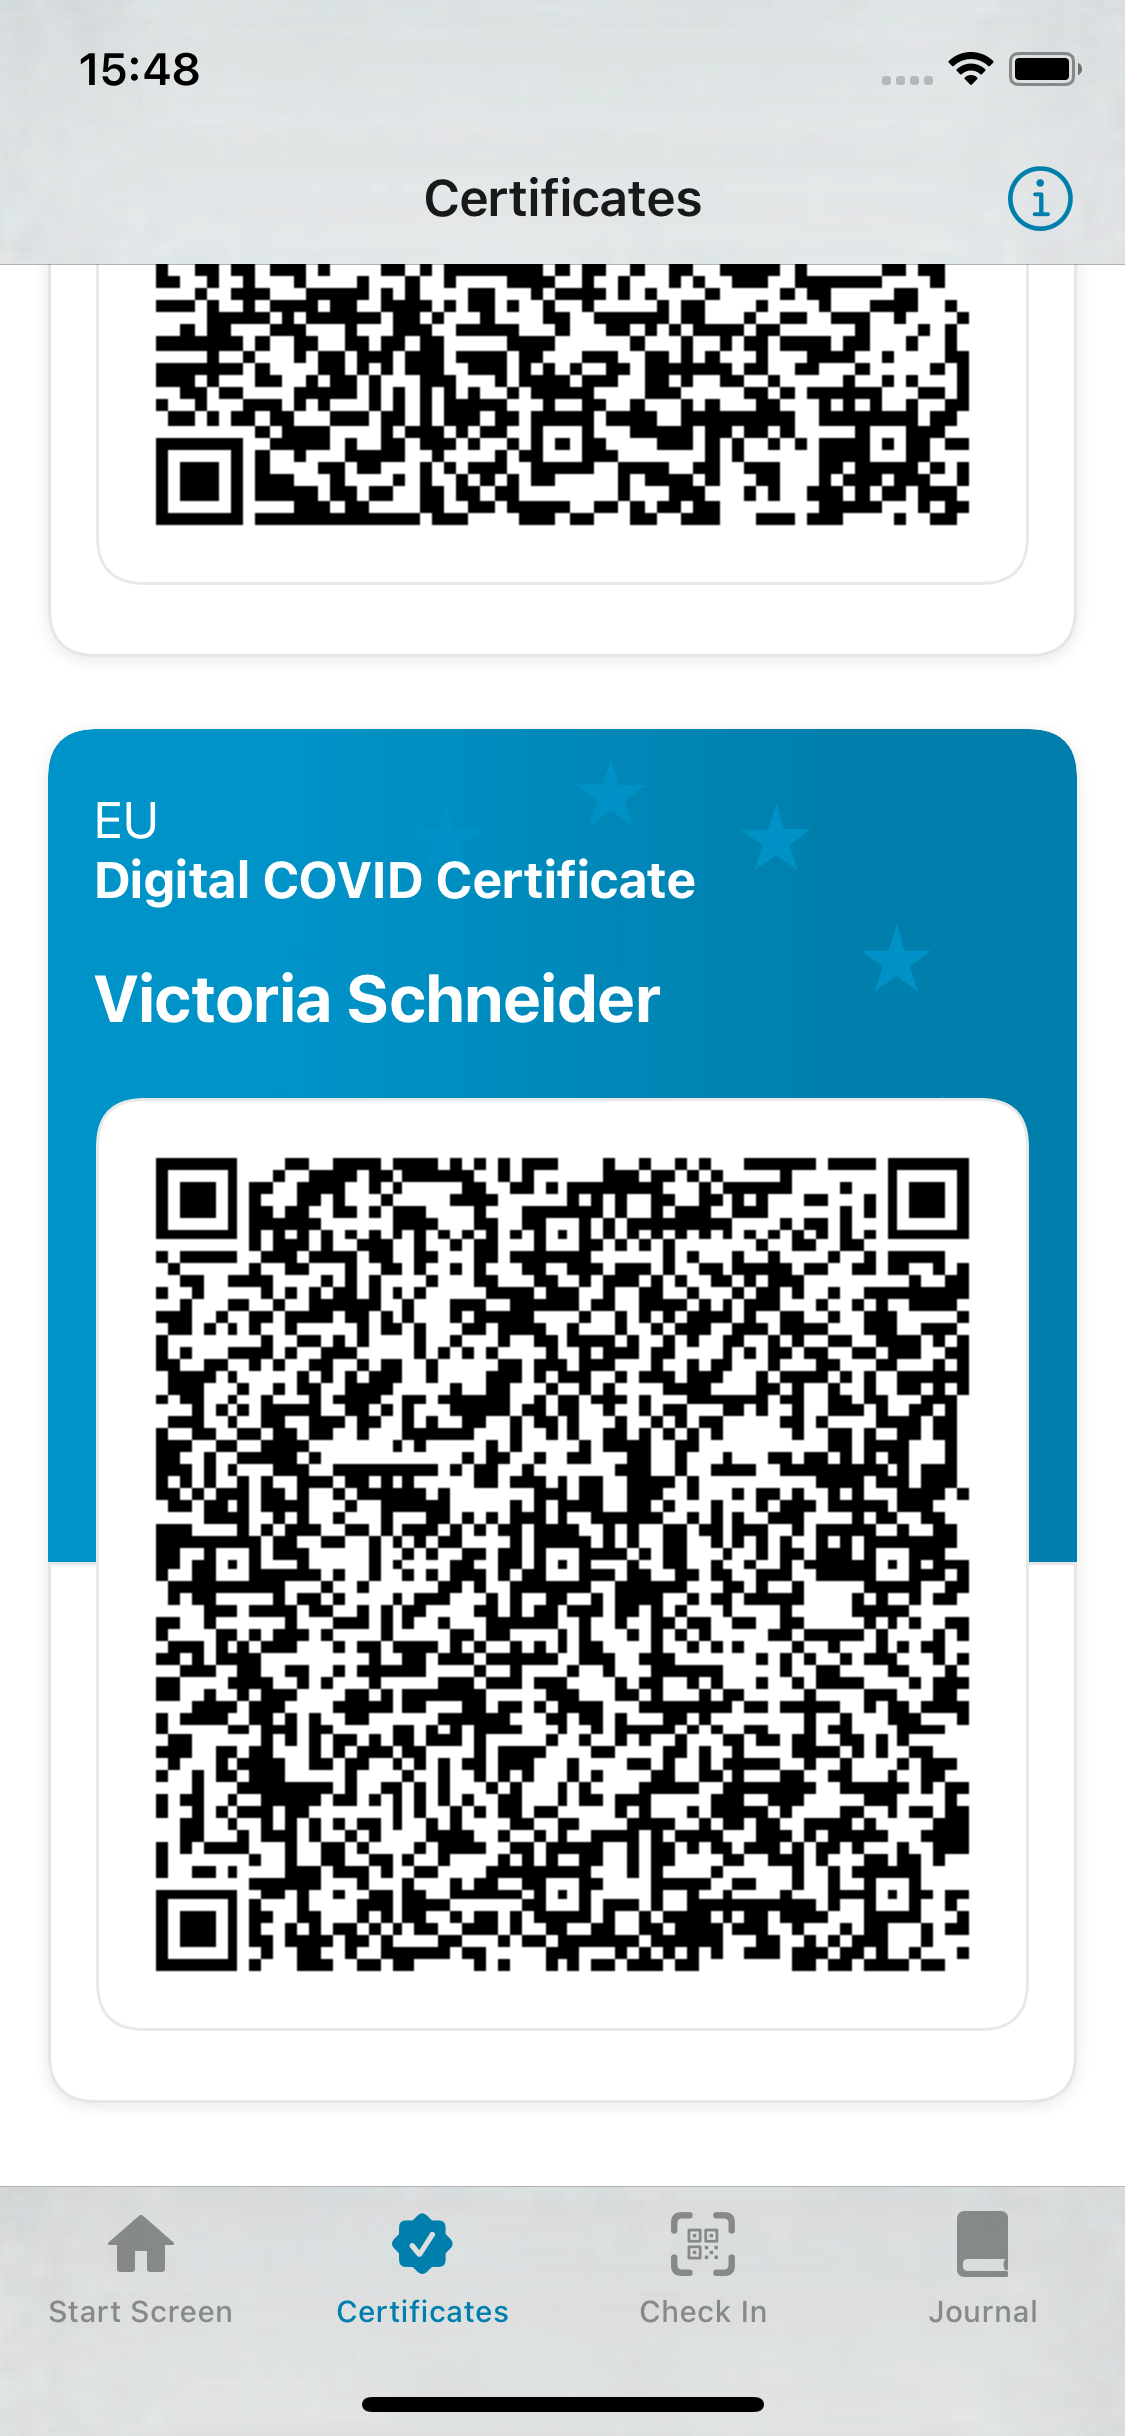 15:48
Certificates
EU
Digital COVID Certificate
Victoria Schneider
Start Screen
Certificates
Check In
Journal